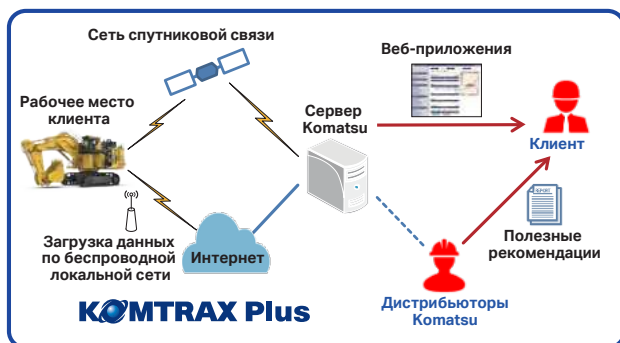 Сеть спутниковой связи
Веб-приложения
Рабочее место
клиента
Сервер
Komatsu
Клиент
Загрузка данных
по беспроводной
локальной сети
Интернет
REPORT
Полезные
рекомендации
Дистрибьюторы
Komatsu
KOMTRAX Plus